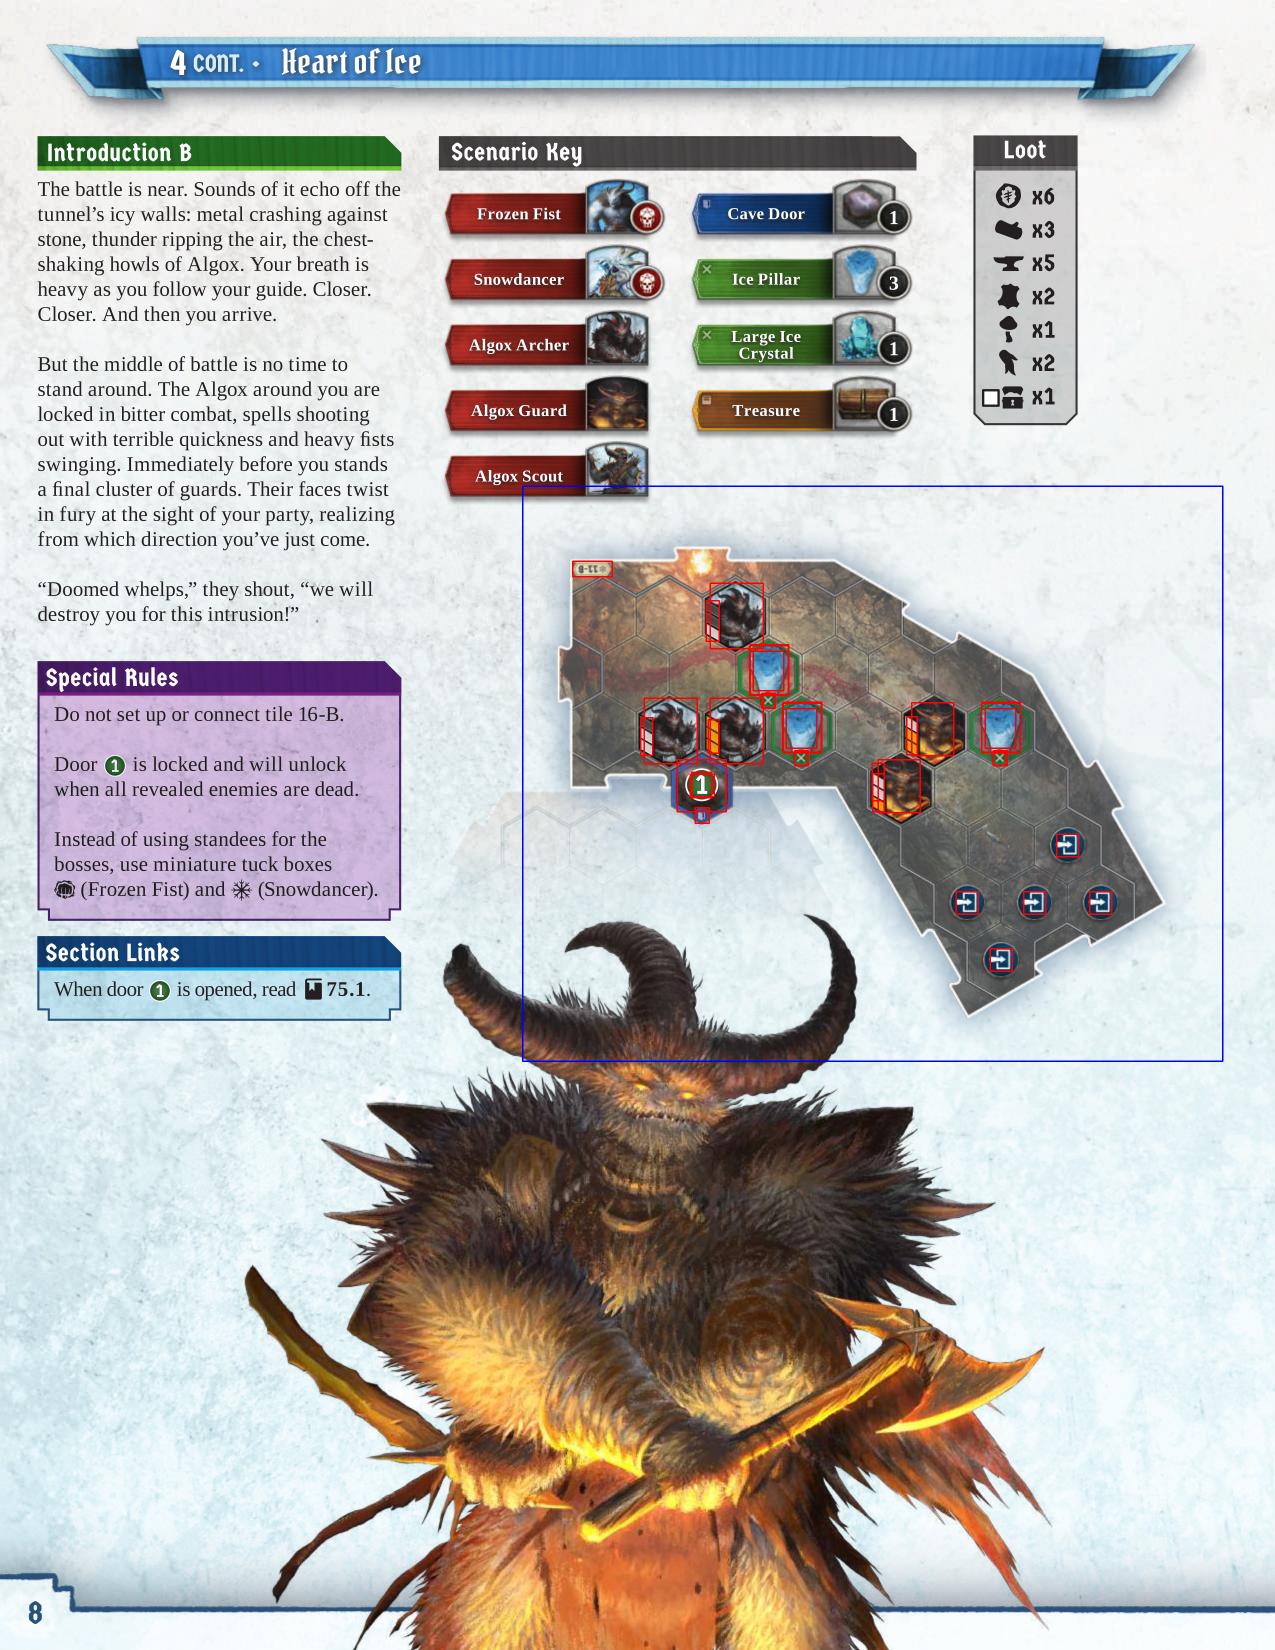 4 CONT. • Heart of Ice
Introduction B
The battle is near. Sounds of it echo off the
tunnel’s icy walls: metal crashing against
stone, thunder ripping the air, the chest-
shaking howls of Algox. Your breath is
heavy as you follow your guide. Closer.
Closer. And then you arrive.
But the middle of battle is no time to
stand around. The Algox around you are
locked in bitter combat, spells shooting
out with terrible quickness and heavy fists
swinging. Immediately before you stands
a final cluster of guards. Their faces twist
in fury at the sight of your party, realizing
from which direction you’ve just come.
“Doomed whelps,” they shout, “we will
destroy you for this intrusion!”
Special Rules
Do not set up or connect tile 16-B.
Door 1 is locked and will unlock
when all revealed enemies are dead.
Instead of using standees for the
bosses, use miniature tuck boxes
(Frozen Fist) and (Snowdancer).
Section Links
When door 1 is opened, read 75.1.
Scenario Key
Frozen Fist
Snowdancer
Algox Archer
Algox Guard
Algox Scout
Cave Door 1
Ice Pillar 3
Large Ice
Crystal 1
Treasure 1
Loot
x6
x3
x5
x2
x1
x2
x1
11-B
1
8